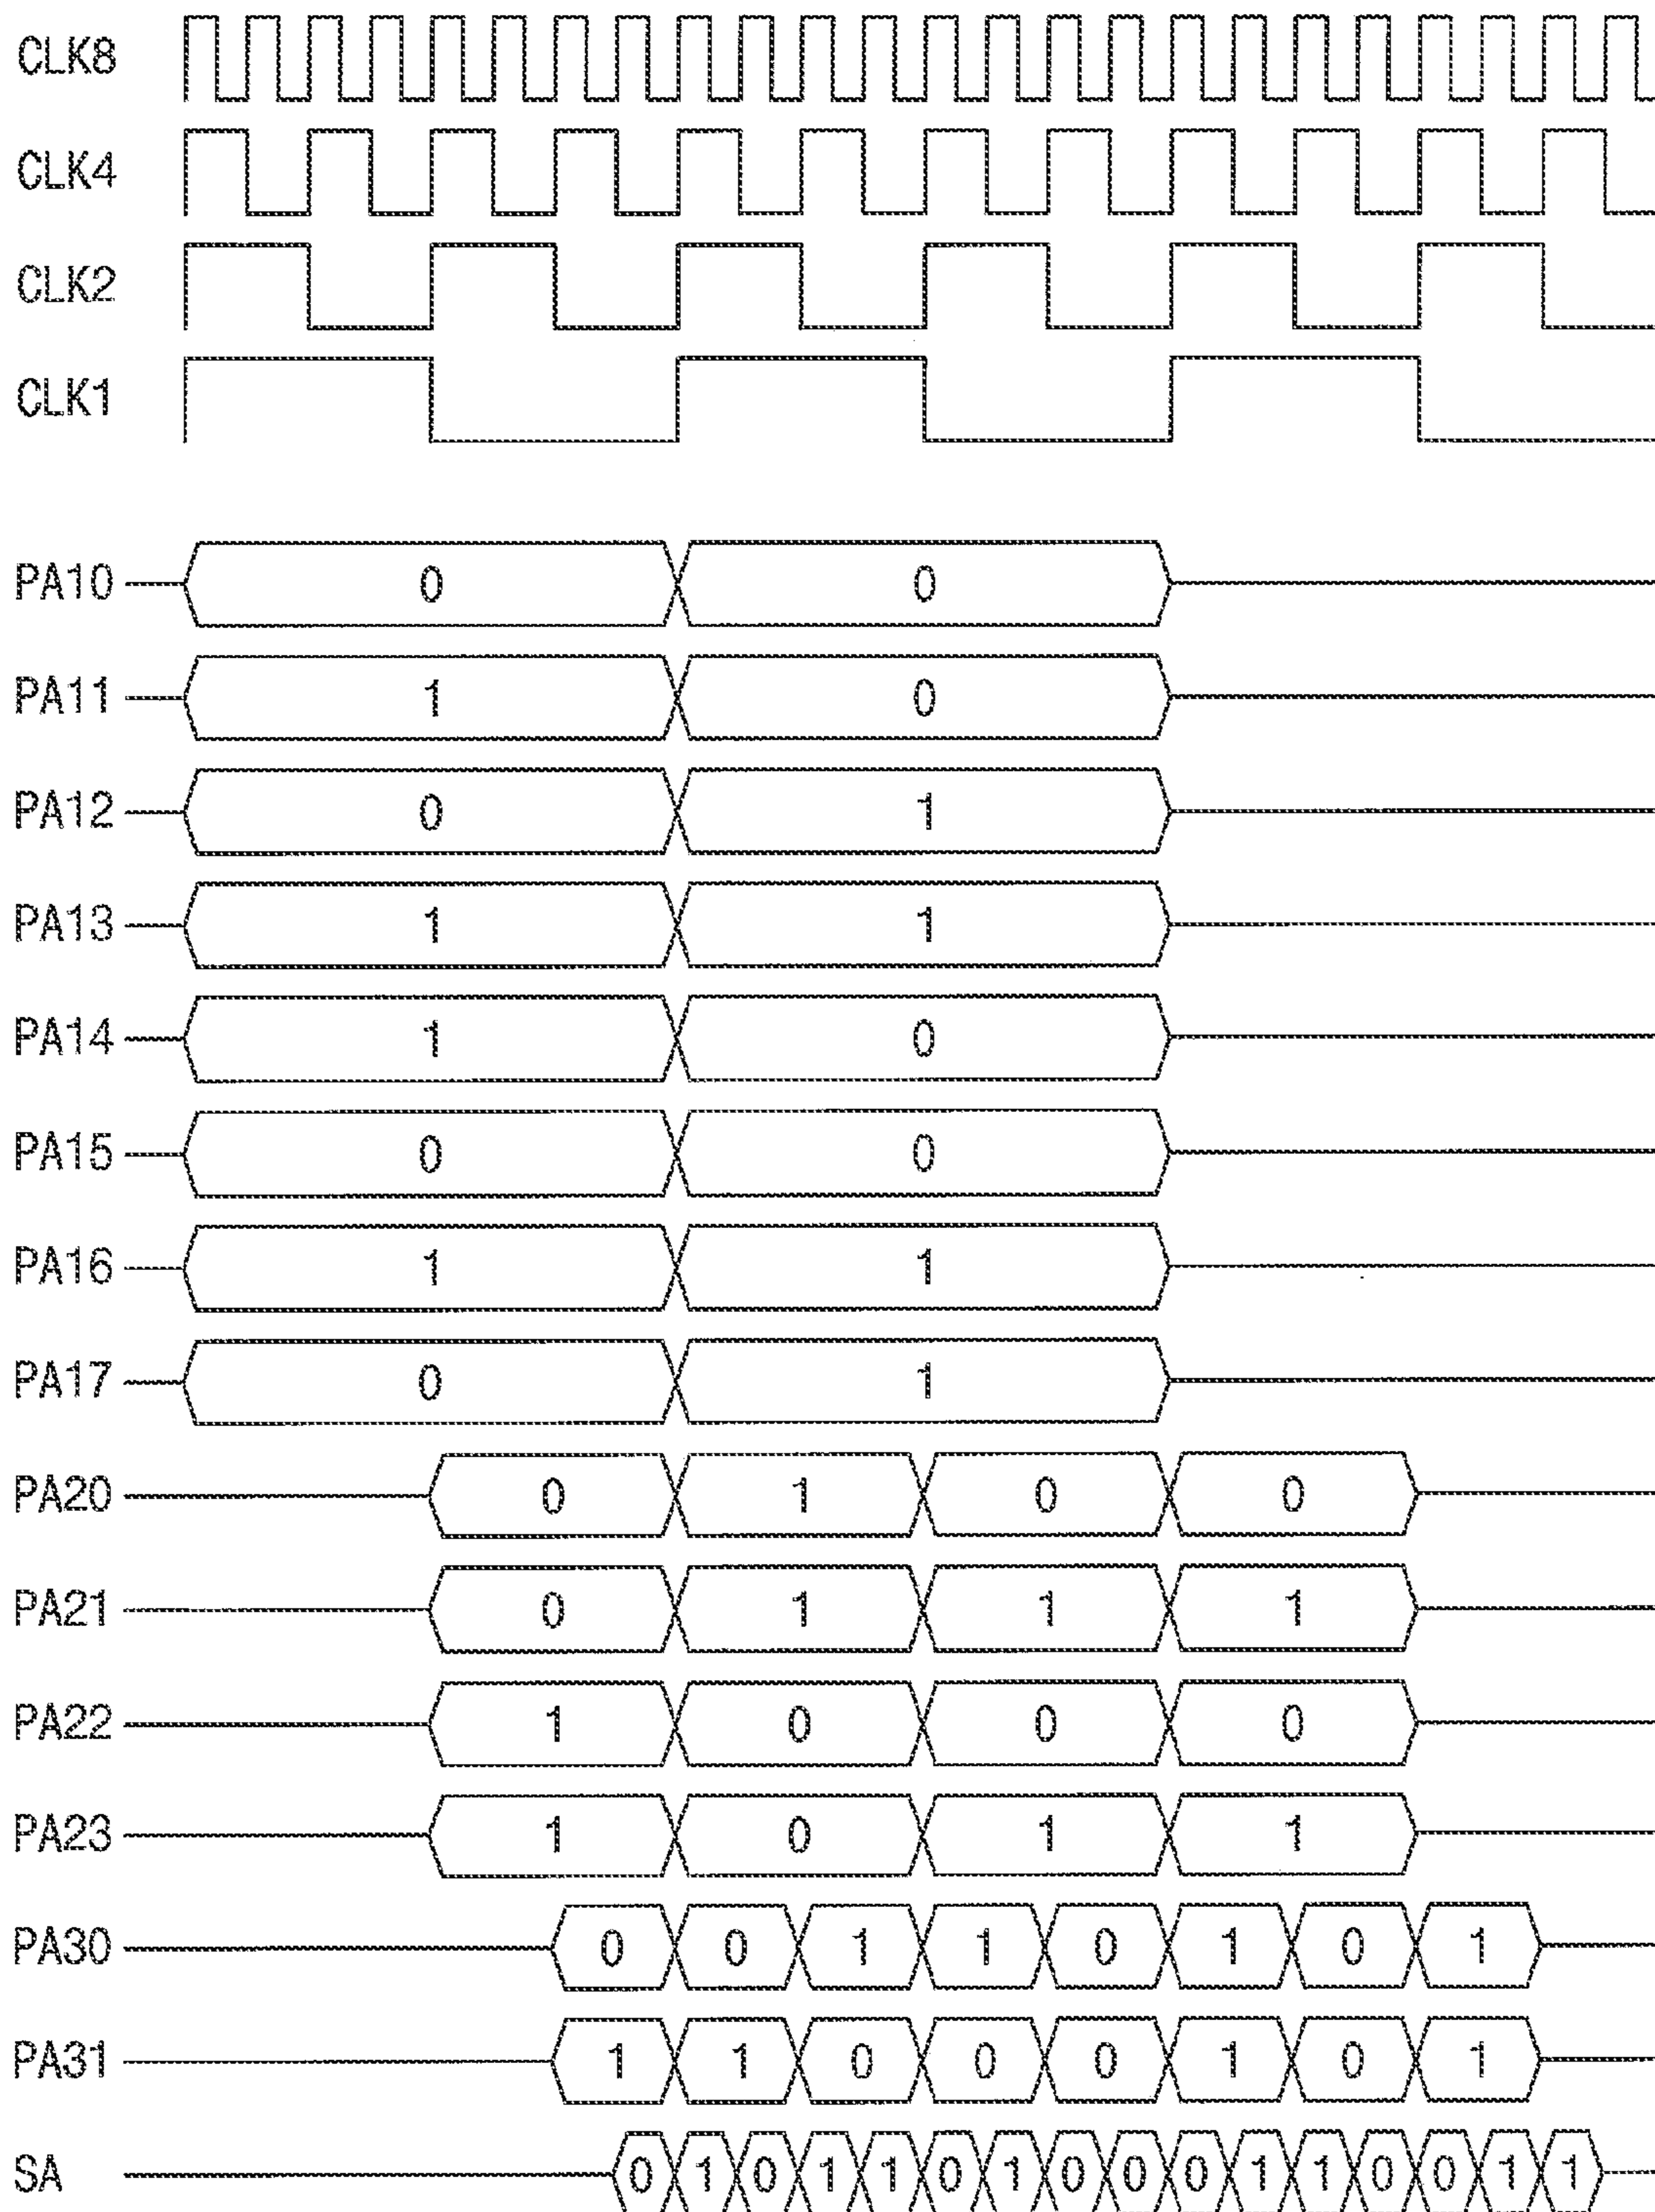 CLK8
CLK4
CLK2
CLK1
PA10 0 0
PA11 1 0
PA12 0 1
PA13 1 1
PA14 1 0
PA15 0 0
PA16 1 1
PA17 0 1
PA20 0 1 0 0
PA21 0 1 1 1
PA22 1 0 0 0
PA23 1 0 1 1
PA30 0 0 1 1 0 1 0 1
PA31 1 1 0 0 0 1 0 1
SA 0 1 0 1 1 0 1 0 0 0 1 1 0 0 1 1